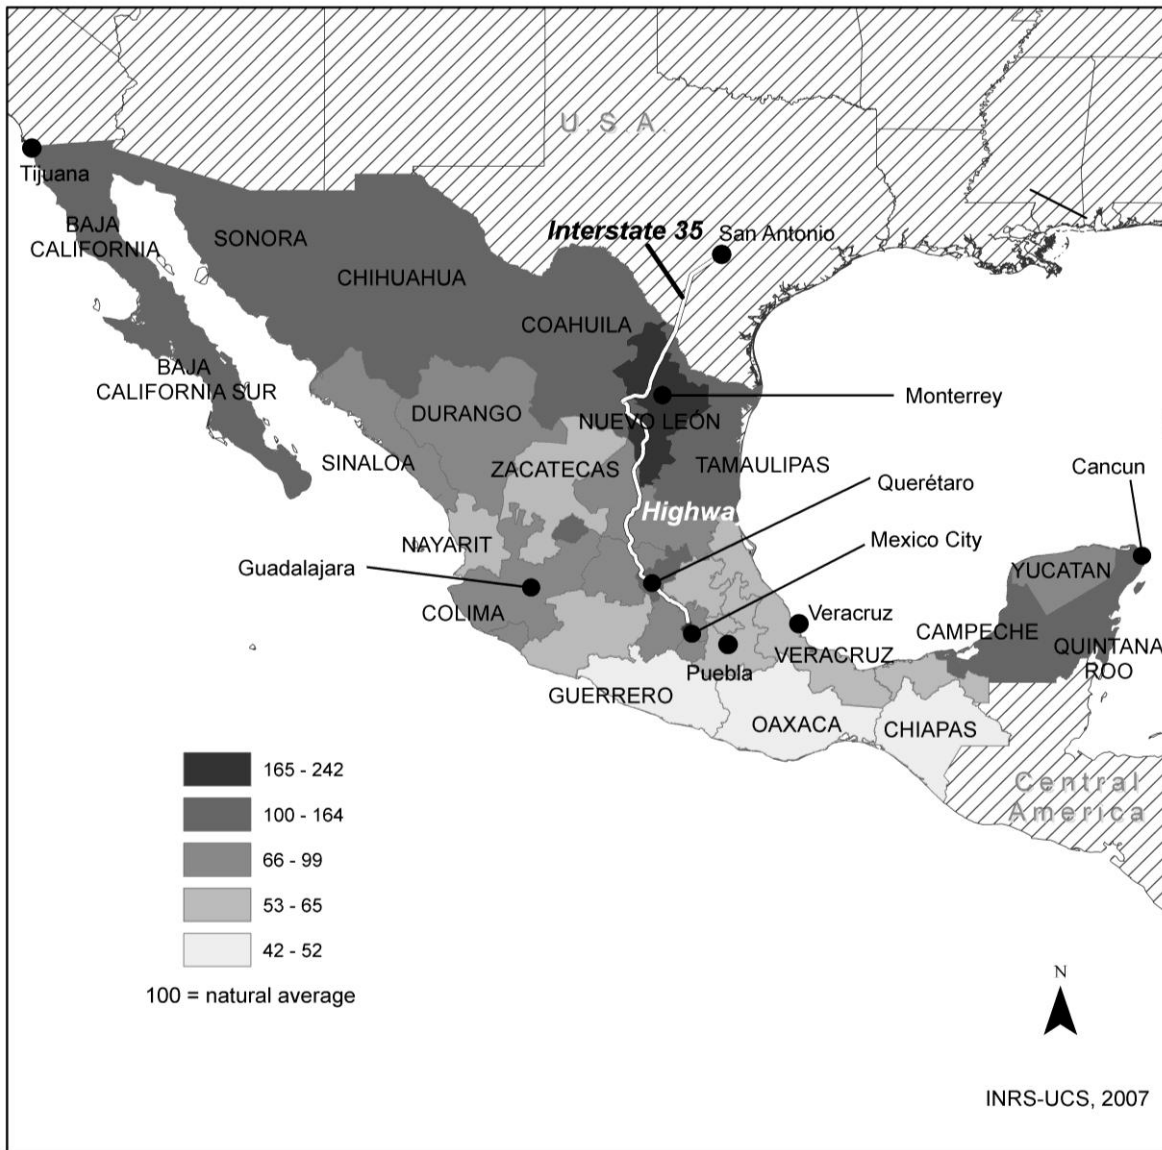 U.S.A.
Tijuana
BAJA
CALIFORNIA
SONORA
Interstate 35
San Antonio
CHIHUAHUA
COAHUILA
BAJA
CALIFORNIA SUR
DURANGO
NUEVO LEÓN
Monterrey
SINALOA
ZACATECAS
TAMAULIPAS
Cancun
Querétaro
Highwa
Mexico City
NAYARIT
Guadalajara
YUCATAN
COLIMA
Veracruz
CAMPECHE
QUINTANA
ROO
VERACRUZ
Puebla
GUERRERO
OAXACA
CHIAPAS
Central
America
165 - 242
100 - 164
66 - 99
53 - 65
42 - 52
100 = natural average
N
INRS-UCS, 2007